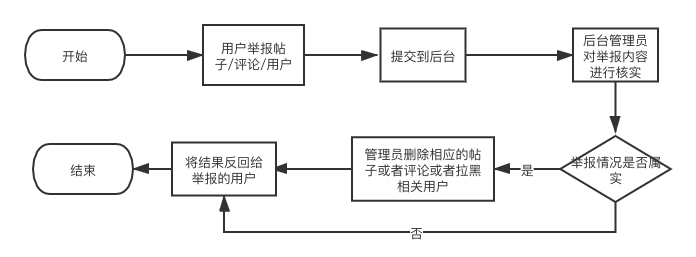 开始
用户举报帖
子/评论/用户
提交到后台
后台管理员
对举报内容
进行核实
举报情况是否属
实
是
管理员删除相应的帖
子或者评论或者拉黑
相关用户
将结果反回给
举报的用户
结束
否